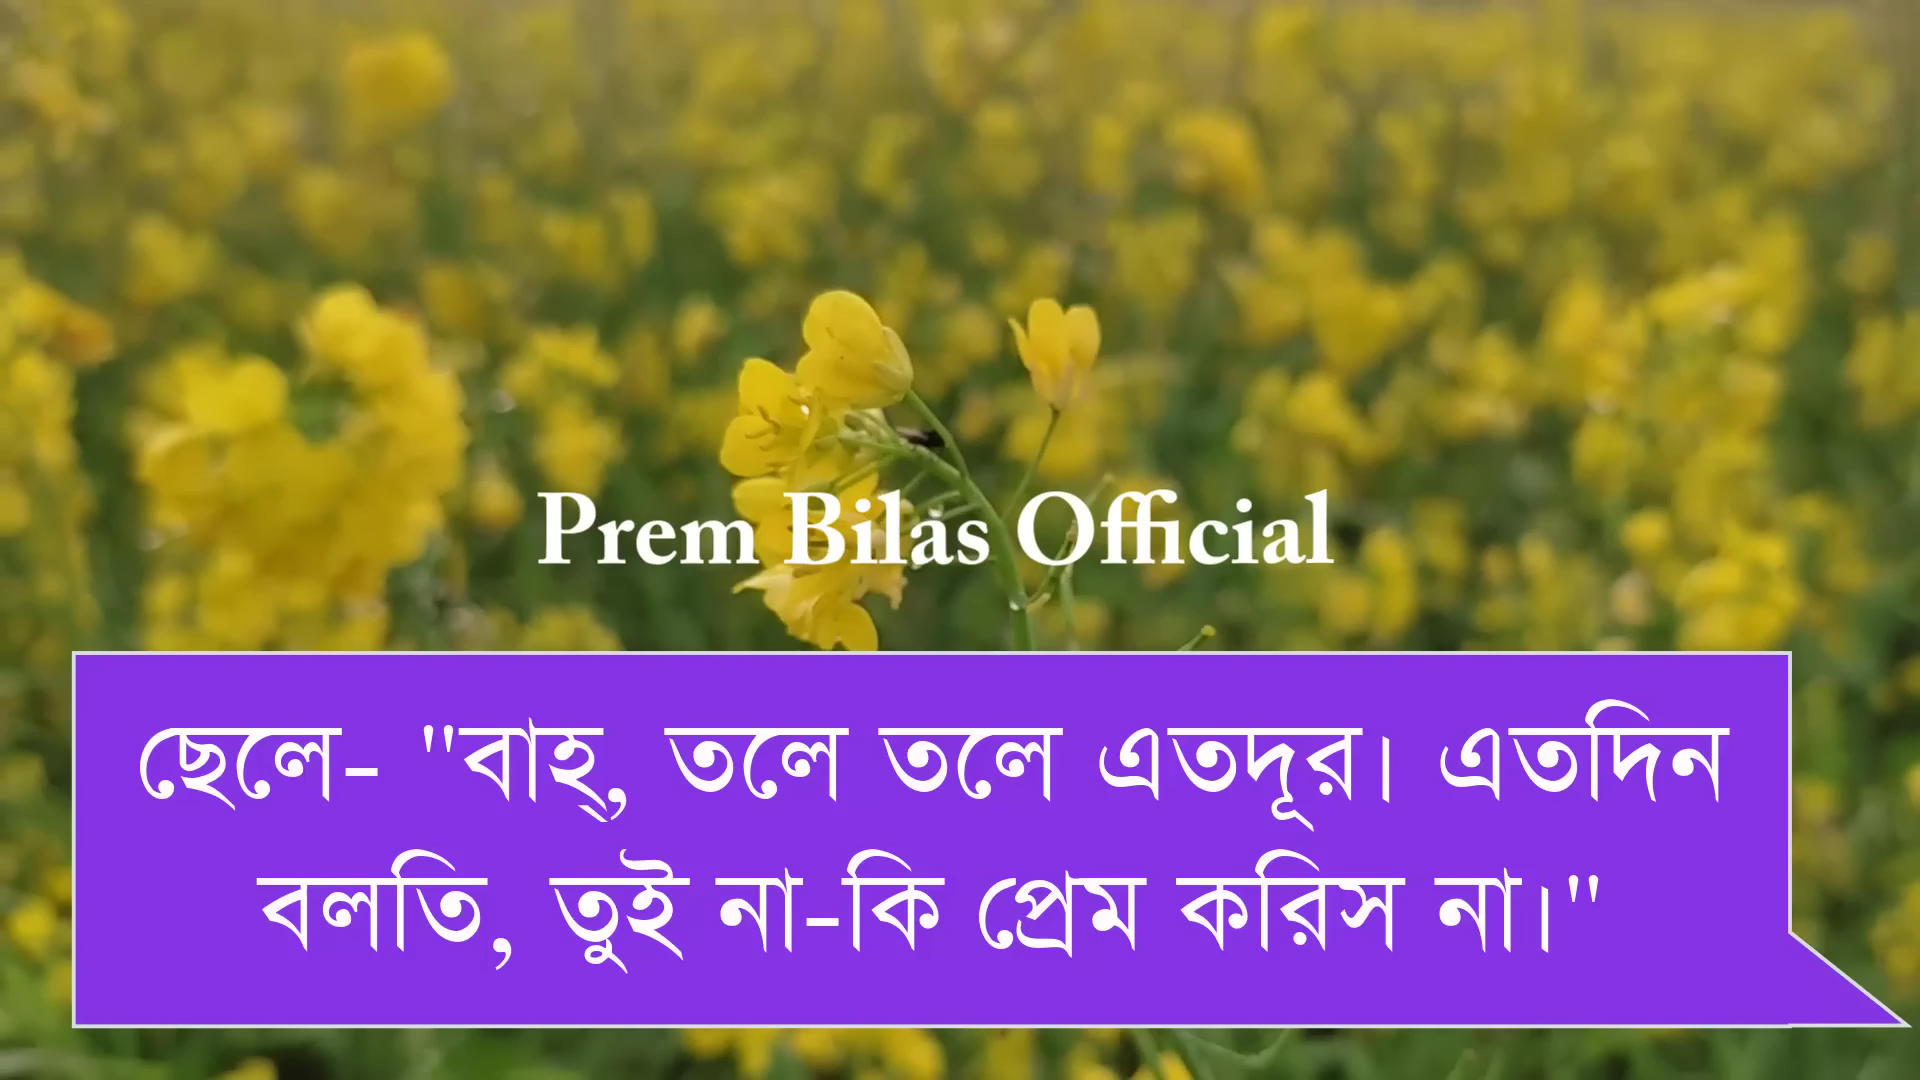 Prem Bilas Official
ছেলে- "বাহ্, তলে তলে এতদূর। এতদিন
বলতি, তুই না-কি প্রেম করিস না।"